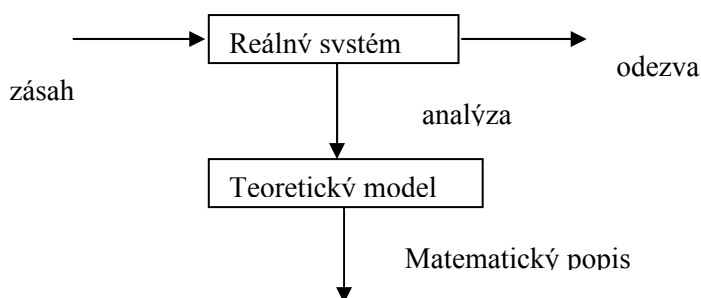 Reálný systém
odezva
zásah
analýza
Teoretický model
Matematický popis